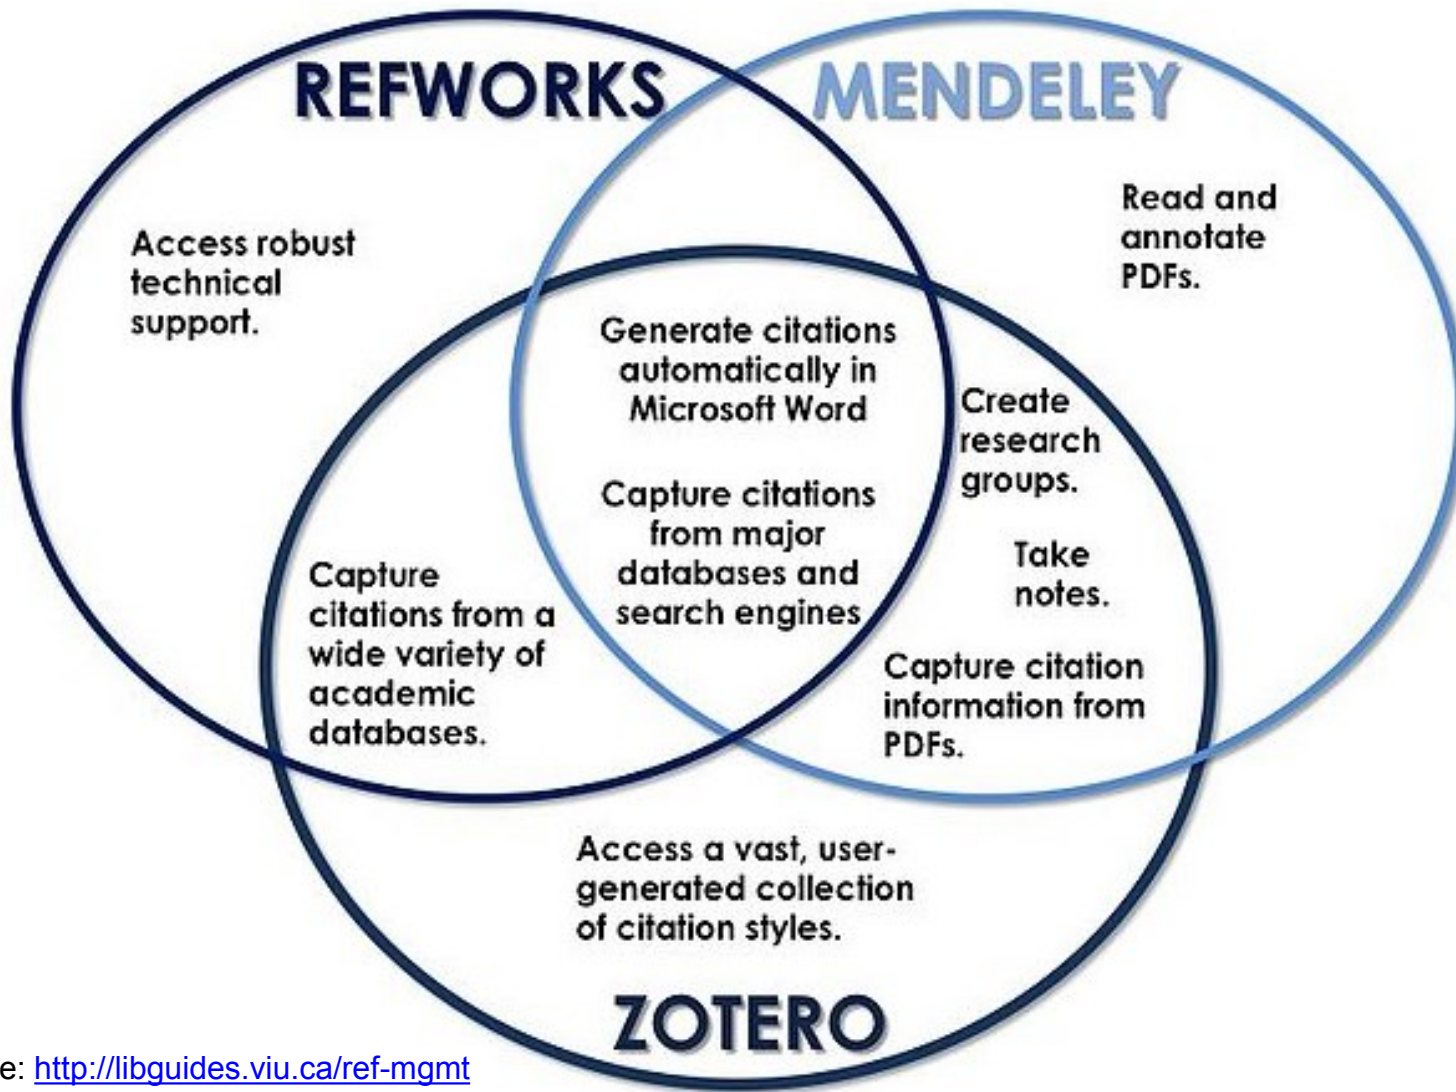 REFWORKS
MENDELEY
Access robust
technical
support.
Read and
annotate
PDFs.
Generate citations
automatically in
Microsoft Word
Capture citations
from major
databases and
search engines
Create
research
groups.
Take
notes.
Capture citation
information from
PDFs.
Capture
citations from a
wide variety of
academic
databases.
Access a vast, user-
generated collection
of citation styles.
ZOTERO
e: http://libguides.viu.ca/ref-mgmt